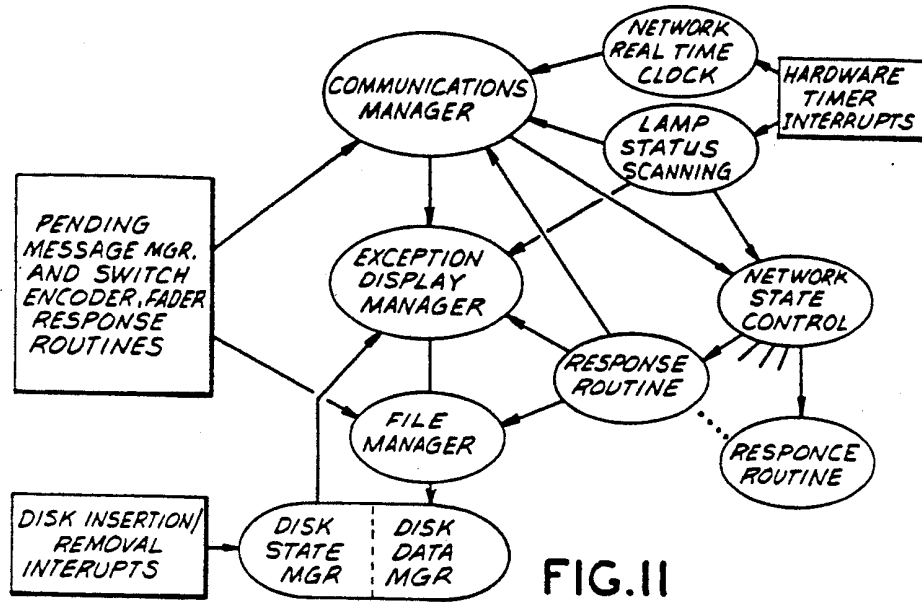 NETWORK
REAL TIME
CLOCK
COMMUNICATIONS
MANAGER
HARDWARE
TIMER
INTERRUPTS
LAMP
STATUS
SCANNING
PENDING
MESSAGE MGR.
AND SWITCH
ENCODER, FADER
RESPONSE
ROUTINES
EXCEPTION
DISPLAY
MANAGER
NETWORK
STATE
CONTROL
RESPONSE
ROUTINE
FILE
MANAGER
RESPONCE
ROUTINE
DISK INSERTION/
REMOVAL
INTERUPTS
DISK
STATE
MGR
DISK
DATA
MGR
FIG.11